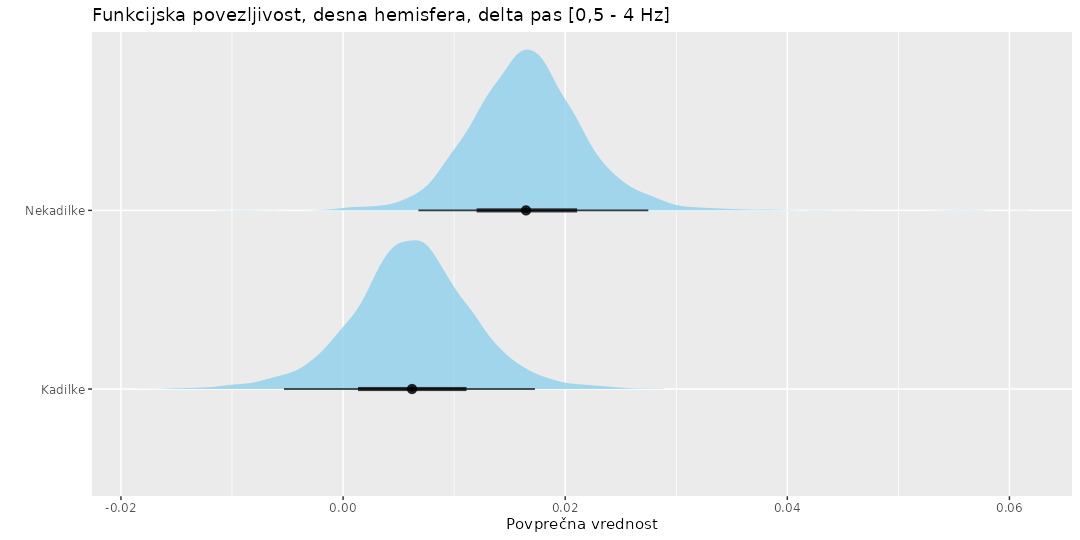 Funkcijska povezljivost, desna hemisfera, delta pas [0,5 - 4 Hz]
Nekadilke
Kadilke
-0.02 0.00 0.02 0.04 0.06
Povprečna vrednost